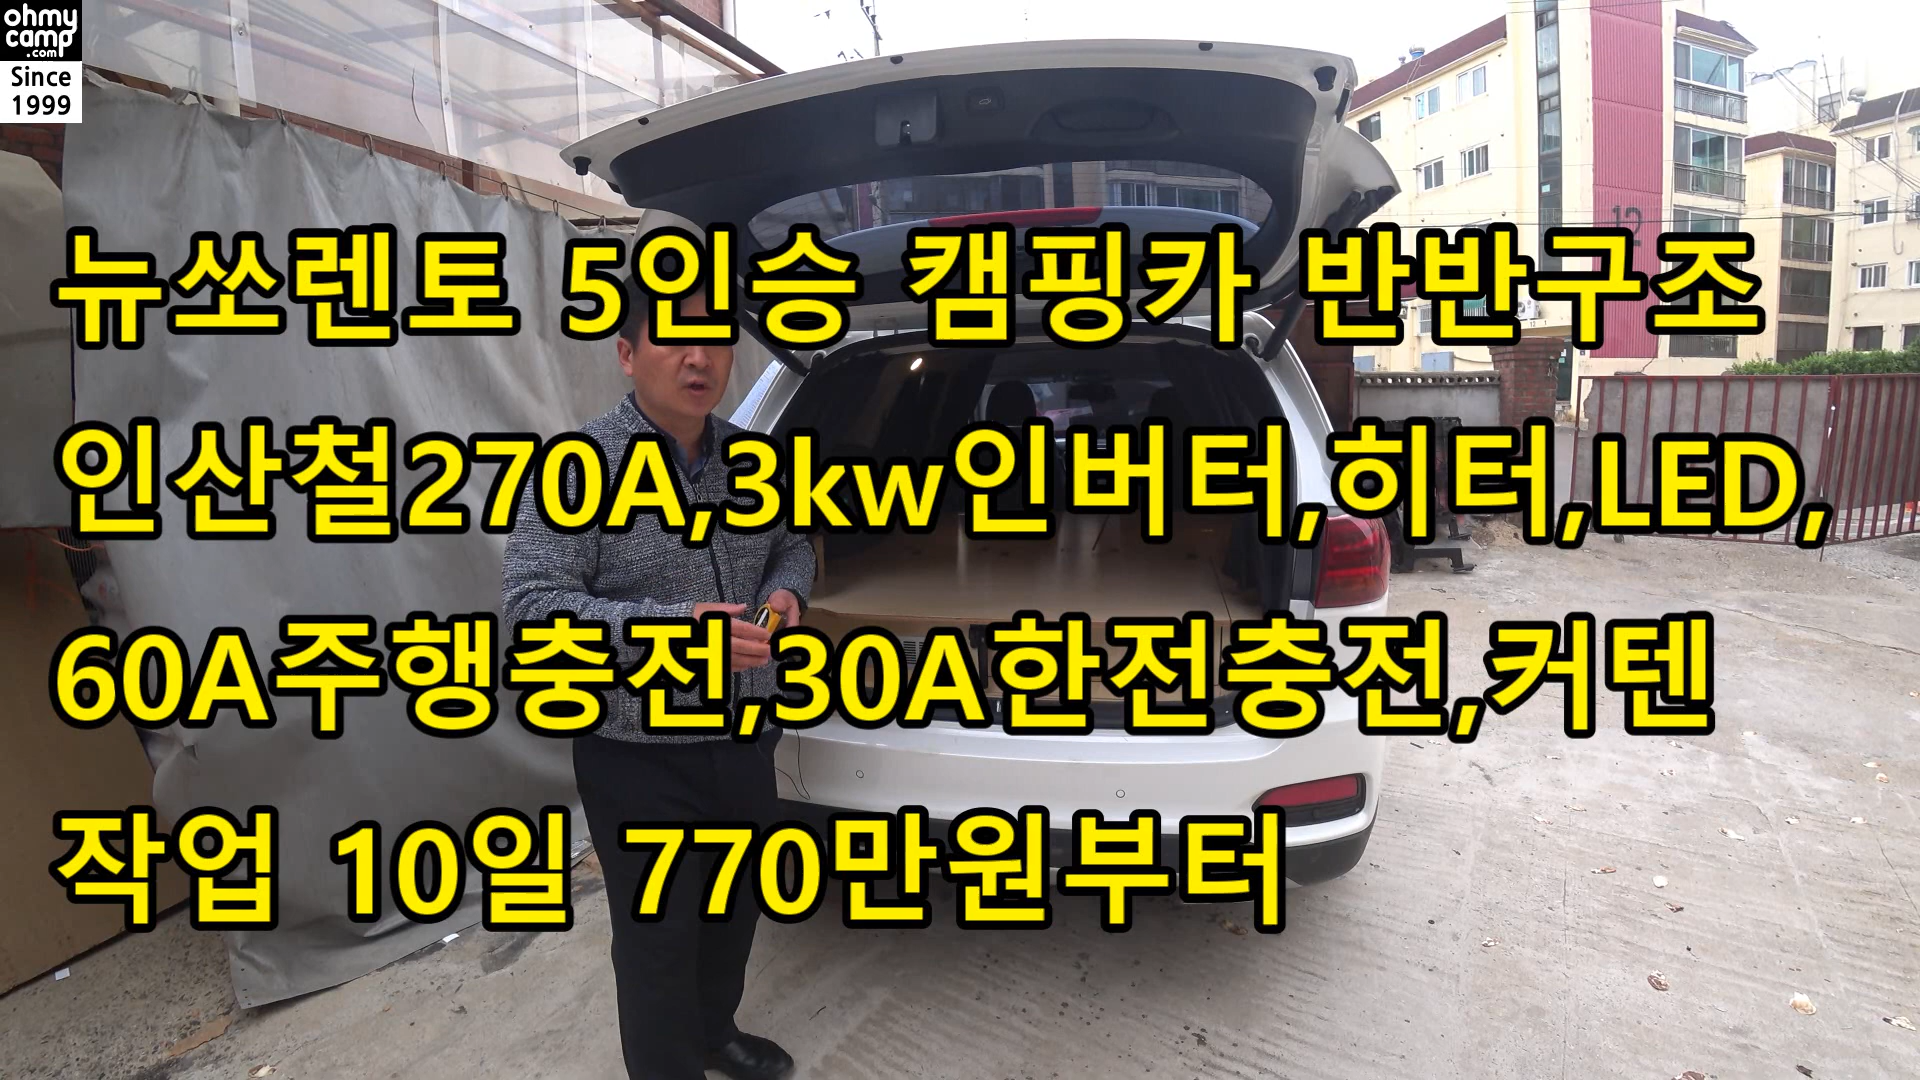 ohmy
camp
.com
Since
1999
뉴쏘렌토 5인승 캠핑카 반반구조
인산철270A,3kw인버터,히터,LED,
60A주행충전,30A한전충전,커텐
작업 10일 770만원부터
12